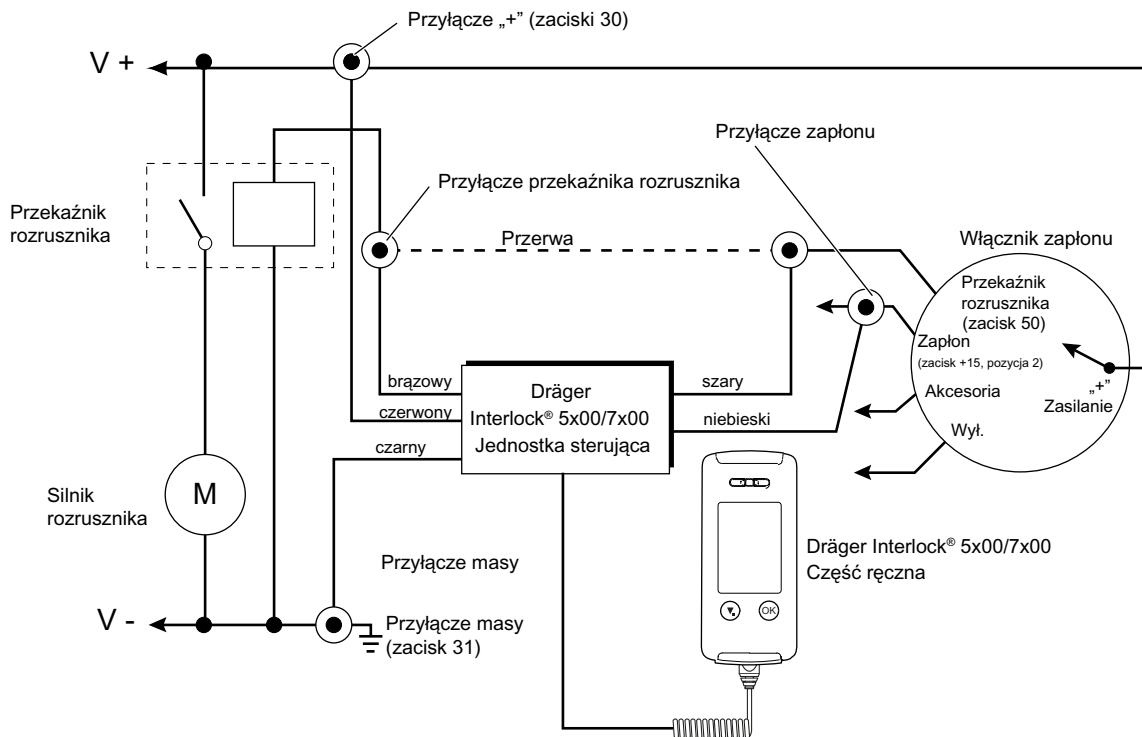 Przyłącze „+” (zaciski 30)
V +
Przyłącze zapłonu
Przyłącze przekaźnika rozrusznika
Przekaźnik
rozrusznika
Przerwa
Włącznik zapłonu
Przekaźnik
rozrusznika
(zacisk 50)
Zapłon
(zacisk +15, pozycja 2)
Akcesoria
„+”
Zasilanie
Wył.
brązowy
czerwony
czarny
Dräger
Interlock® 5x00/7x00
Jednostka sterująca
szary
niebieski
M
Silnik
rozrusznika
Przyłącze masy
Dräger Interlock® 5x00/7x00
Część ręczna
OK
V -
Przyłącze masy
(zacisk 31)